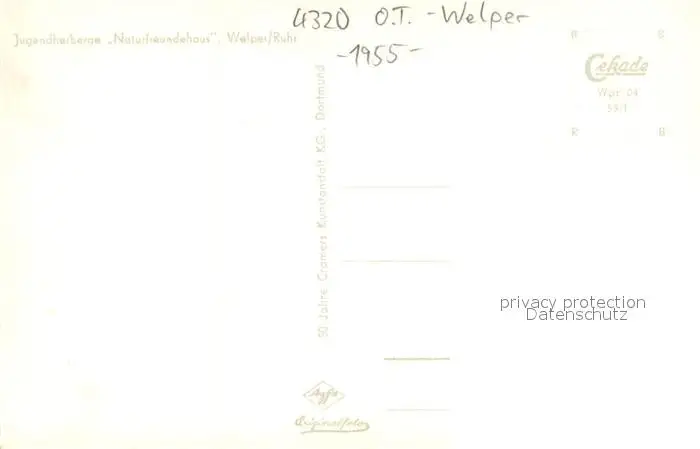 4320 O.T. - Welper
- 1955 -
Jugendherberge „Naturfreundehaus", Welper/Ruhr
R R
Cekade
Wpr 04
55/1
R R
50 Jahre Cramers Kunstanstalt KG., Dortmund
privacy protection
Datenschutz
Agfa
Originalfoto